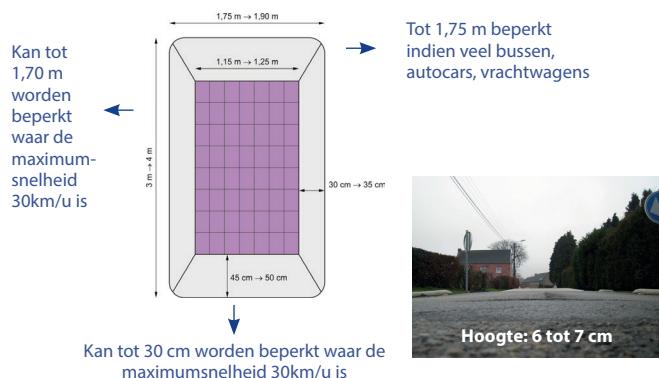 1,75 m → 1,90 m
Tot 1,75 m beperkt
indien veel bussen,
autocars, vrachtwagens
Kan tot
1,70 m
worden
beperkt
waar de
maximum-
snelheid
30km/u is
1,15 m → 1,25 m
3 m → 4 m
30 cm → 35 cm
45 cm → 50 cm
Hoogte: 6 tot 7 cm
Kan tot 30 cm worden beperkt waar de
maximumsnelheid 30km/u is